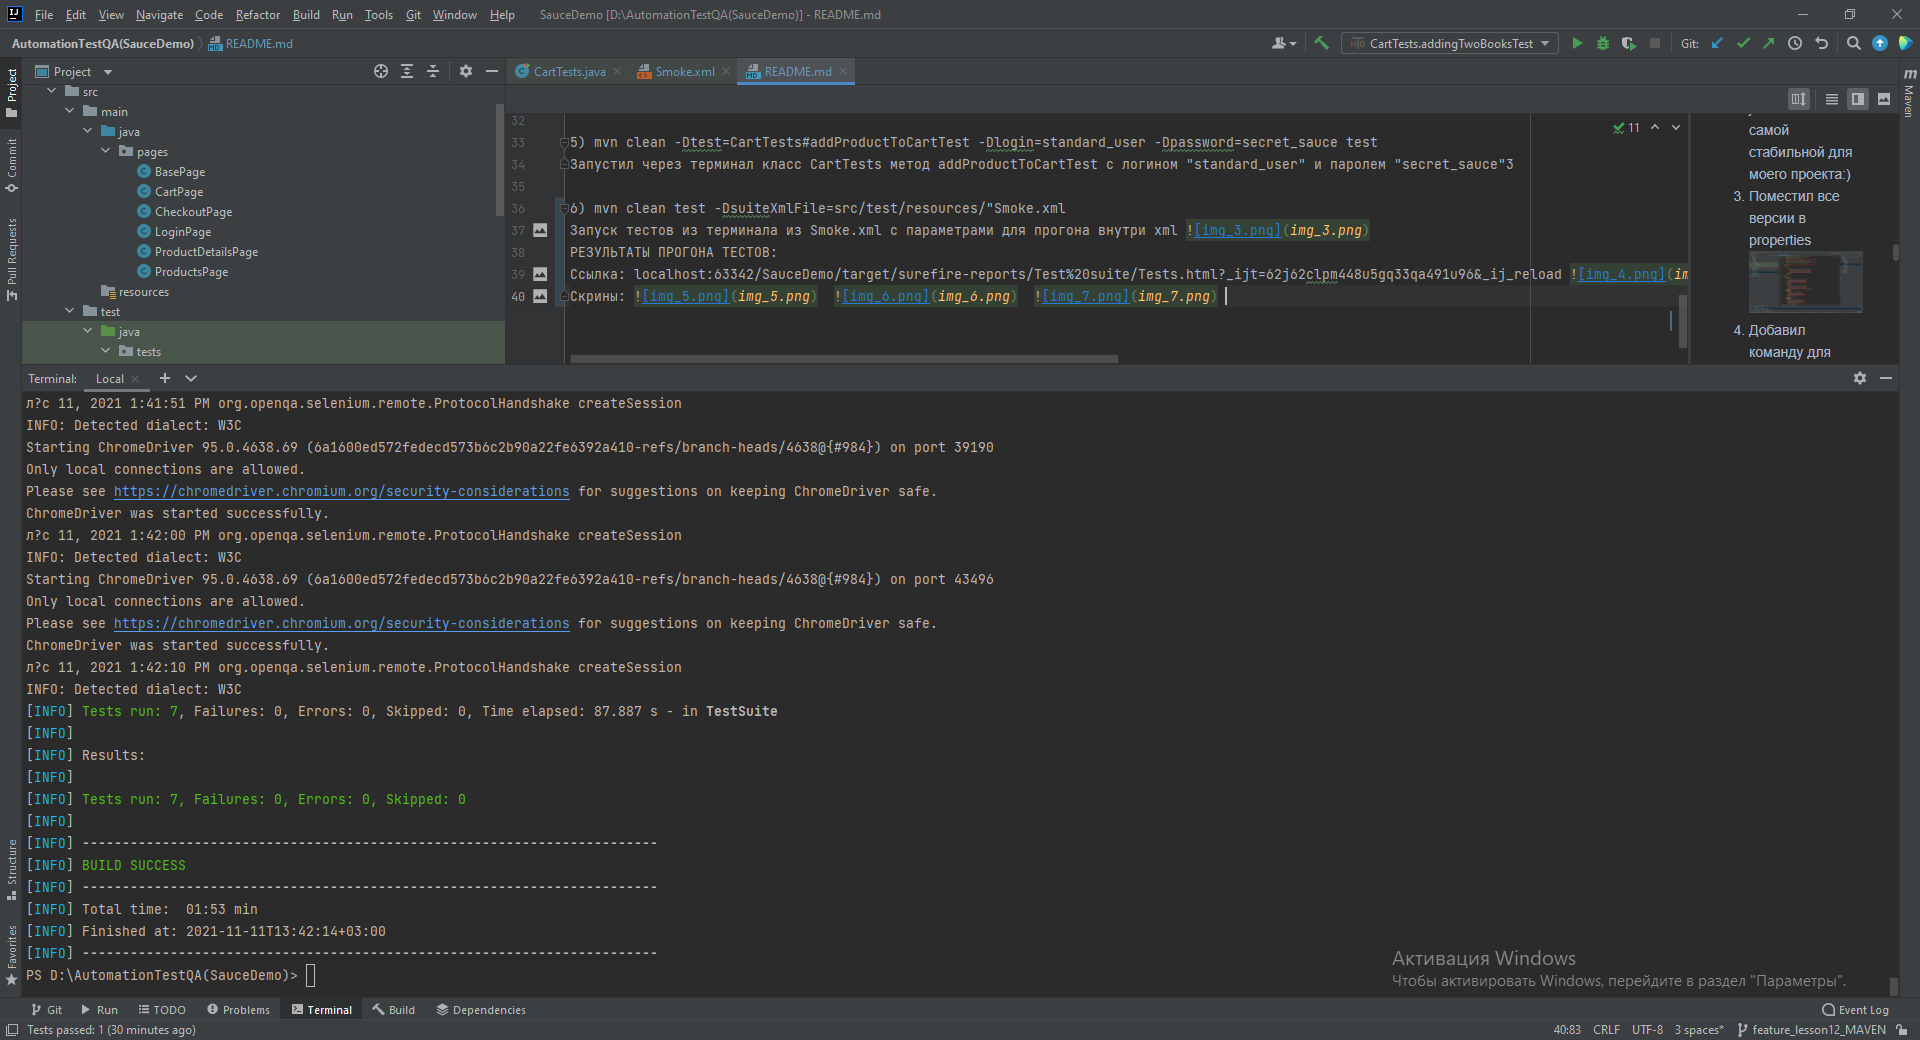 File Edit View Navigate Code Refactor Build Run Tools Git Window Help SauceDemo [D:\AutomationTestQA(SauceDemo)] - README.md
AutomationTestQA(SauceDemo) README.md CartTests.addingTwoBooksTest Git:
Project CartTests.java Smoke.xml README.md
src
main
java
pages
BasePage
CartPage
CheckoutPage
LoginPage
ProductDetailsPage
ProductsPage
resources
test
java
tests
Project
Commit
Pull Requests
Structure
Favorites
Maven
32
33 5) mvn clean -Dtest=CartTests#addProductToCartTest -Dlogin=standard_user -Dpassword=secret_sauce test
34 Запустил через терминал класс CartTests метод addProductToCartTest с логином "standard_user" и паролем "secret_sauce"3
35
36 6) mvn clean test -DsuiteXmlFile=src/test/resources/"Smoke.xml
37 Запуск тестов из терминала из Smoke.xml с параметрами для прогона внутри xml ![img_3.png](img_3.png)
38 РЕЗУЛЬТАТЫ ПРОГОНА ТЕСТОВ:
39 Ссылка: localhost:63342/SauceDemo/target/surefire-reports/Test%20suite/Tests.html?_ijt=62j62clpm448u5gq33qa491u96&_ij_reload ![img_4.png](im
40 Скрины: ![img_5.png](img_5.png) ![img_6.png](img_6.png) ![img_7.png](img_7.png)
11
самой
стабильной для
моего проекта:)
3. Поместил все
версии в
properties
4. Добавил
команду для
Terminal: Local
л?с 11, 2021 1:41:51 PM org.openqa.selenium.remote.ProtocolHandshake createSession
INFO: Detected dialect: W3C
Starting ChromeDriver 95.0.4638.69 (6a1600ed572fedecd573b6c2b90a22fe6392a410-refs/branch-heads/4638@{#984}) on port 39190
Only local connections are allowed.
Please see https://chromedriver.chromium.org/security-considerations for suggestions on keeping ChromeDriver safe.
ChromeDriver was started successfully.
л?с 11, 2021 1:42:00 PM org.openqa.selenium.remote.ProtocolHandshake createSession
INFO: Detected dialect: W3C
Starting ChromeDriver 95.0.4638.69 (6a1600ed572fedecd573b6c2b90a22fe6392a410-refs/branch-heads/4638@{#984}) on port 43496
Only local connections are allowed.
Please see https://chromedriver.chromium.org/security-considerations for suggestions on keeping ChromeDriver safe.
ChromeDriver was started successfully.
л?с 11, 2021 1:42:10 PM org.openqa.selenium.remote.ProtocolHandshake createSession
INFO: Detected dialect: W3C
[INFO] Tests run: 7, Failures: 0, Errors: 0, Skipped: 0, Time elapsed: 87.887 s - in TestSuite
[INFO]
[INFO] Results:
[INFO]
[INFO] Tests run: 7, Failures: 0, Errors: 0, Skipped: 0
[INFO]
[INFO] ------------------------------------------------------------------------
[INFO] BUILD SUCCESS
[INFO] ------------------------------------------------------------------------
[INFO] Total time:  01:53 min
[INFO] Finished at: 2021-11-11T13:42:14+03:00
[INFO] ------------------------------------------------------------------------
PS D:\AutomationTestQA(SauceDemo)>
Активация Windows
Чтобы активировать Windows, перейдите в раздел "Параметры".
Git Run TODO Problems Terminal Build Dependencies Event Log
Tests passed: 1 (30 minutes ago) 40:83 CRLF UTF-8 3 spaces* feature_lesson12_MAVEN